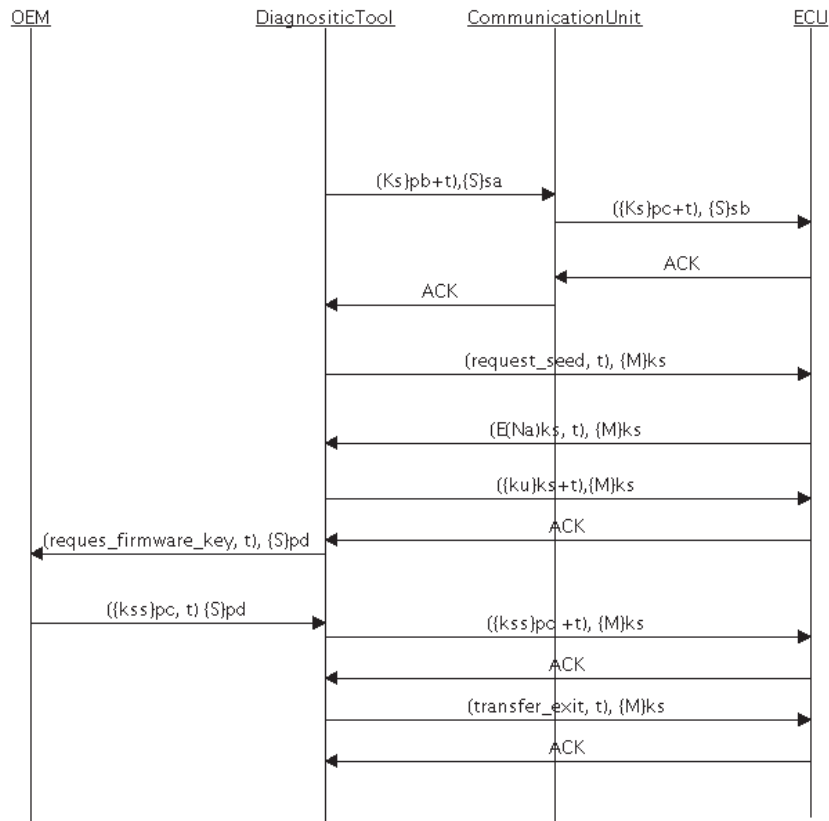 OEM DiagnositicTool CommunicationUnit ECU
(Ks}pb+t),{S}sa
({Ks}pc+t), {S}sb
ACK
ACK
(request_seed, t), {M}ks
(E(Na)ks, t), {M}ks
({ku}ks+t),{M}ks
ACK
(reques_firmware_key, t), {S}pd
({kss}pc, t) {S}pd
({kss}pc +t), {M}ks
ACK
(transfer_exit, t), {M}ks
ACK